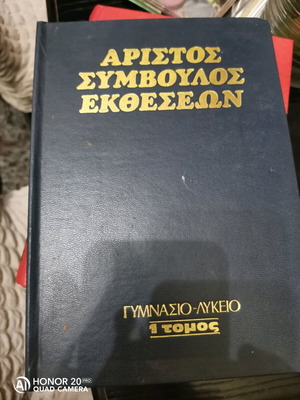 ΑΡΙΣΤΟΣ
ΣΥΜΒΟΥΛΟΣ
ΕΚΘΕΣΕΩΝ
ΓΥΜΝΑΣΙΟ-ΛΥΚΕΙΟ
1 τομος
HONOR 20 PRO
QUAD CAMERA